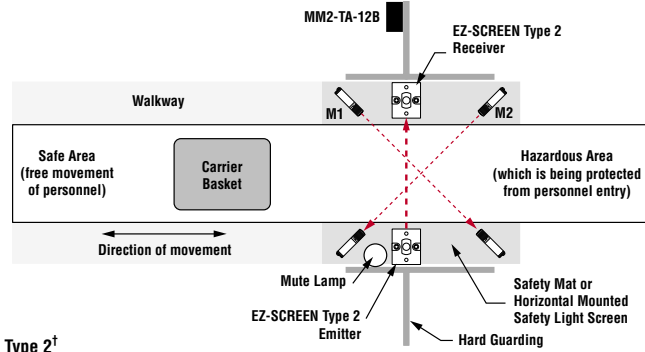 MM2-TA-12B
EZ-SCREEN Type 2
Receiver
Walkway
M1
M2
Safe Area
(free movement
of personnel)
Carrier
Basket
Hazardous Area
(which is being protected
from personnel entry)
Direction of movement
Mute Lamp
EZ-SCREEN Type 2
Emitter
Safety Mat or
Horizontal Mounted
Safety Light Screen
Hard Guarding
Type 2†